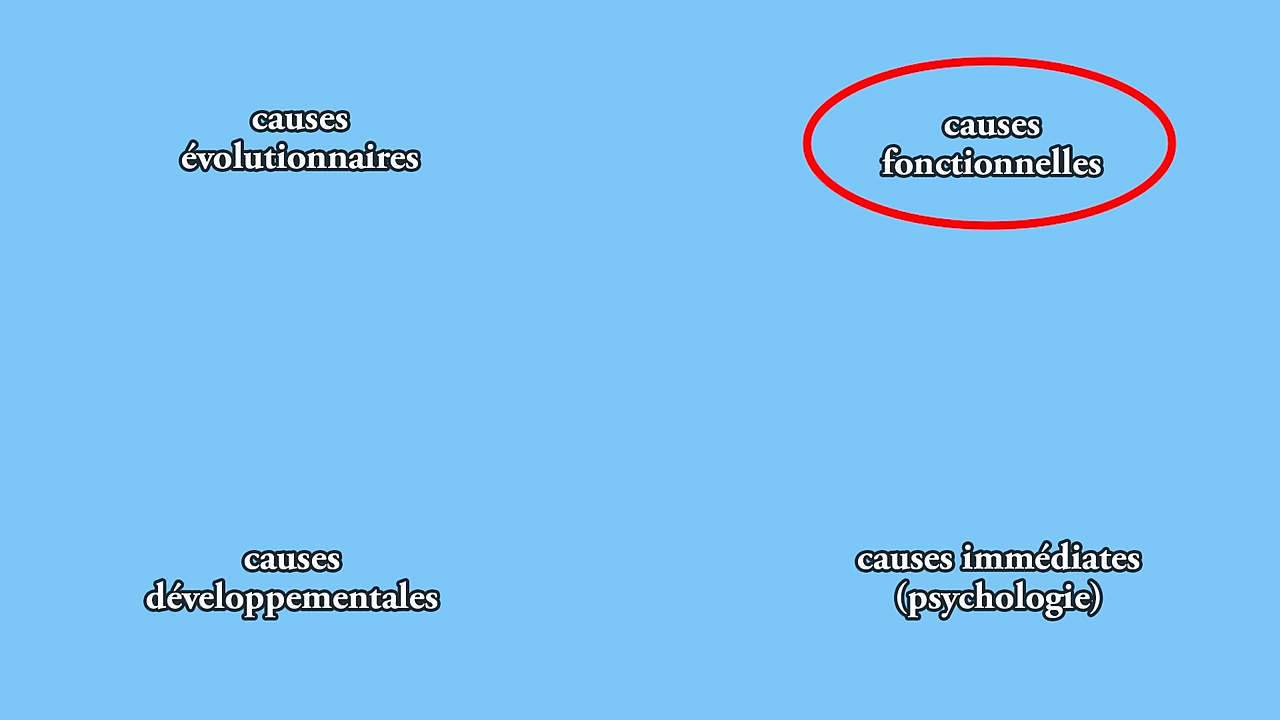 causes
évolutionnaires
causes
fonctionnelles
causes
développementales
causes immédiates
(psychologie)